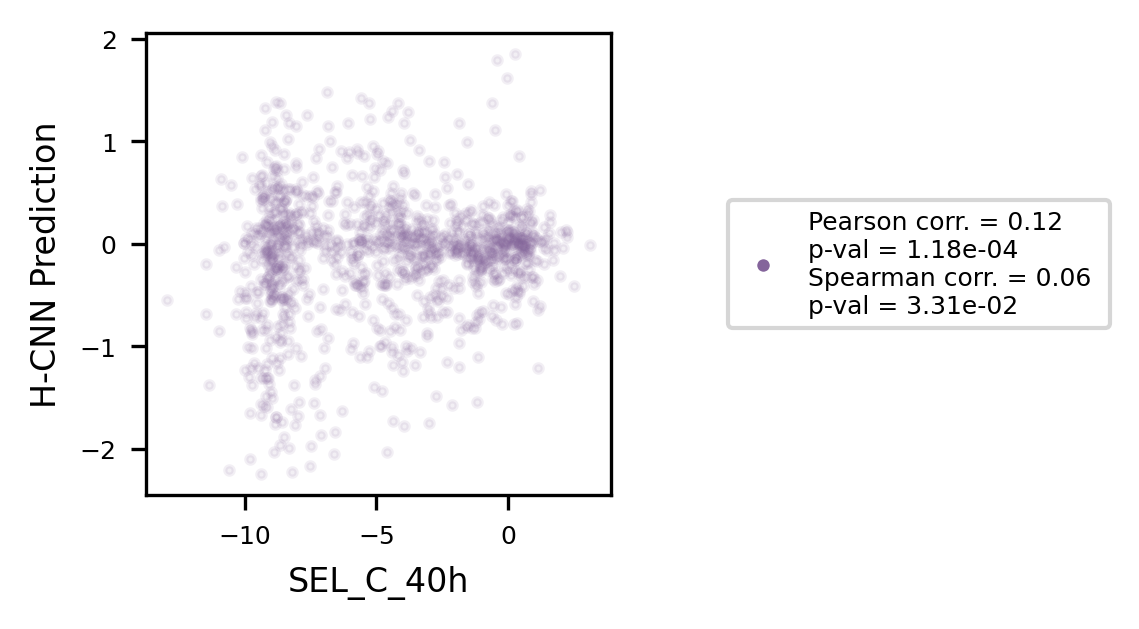 2
1
0
−1
−2
H-CNN Prediction
−10
−5
0
SEL_C_40h
Pearson corr. = 0.12
p-val = 1.18e-04
Spearman corr. = 0.06
p-val = 3.31e-02